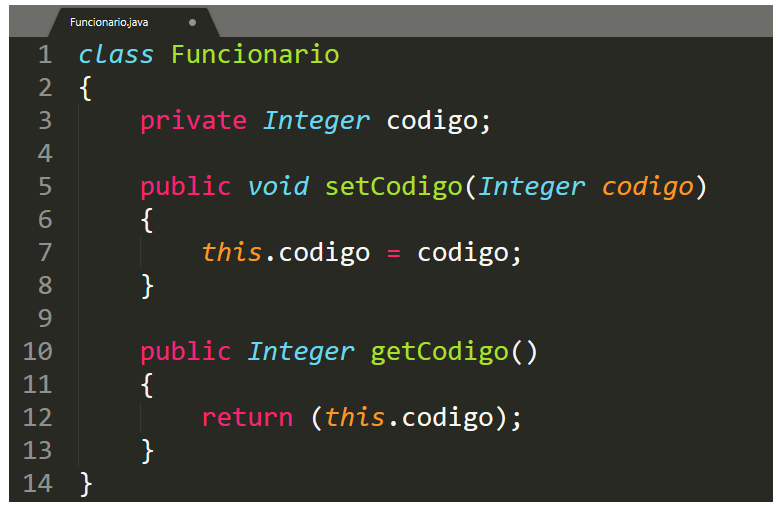 Funcionario.java
1 class Funcionario
2 {
3     private Integer codigo;
4
5     public void setCodigo(Integer codigo)
6     {
7         this.codigo = codigo;
8     }
9
10     public Integer getCodigo()
11     {
12         return (this.codigo);
13     }
14 }